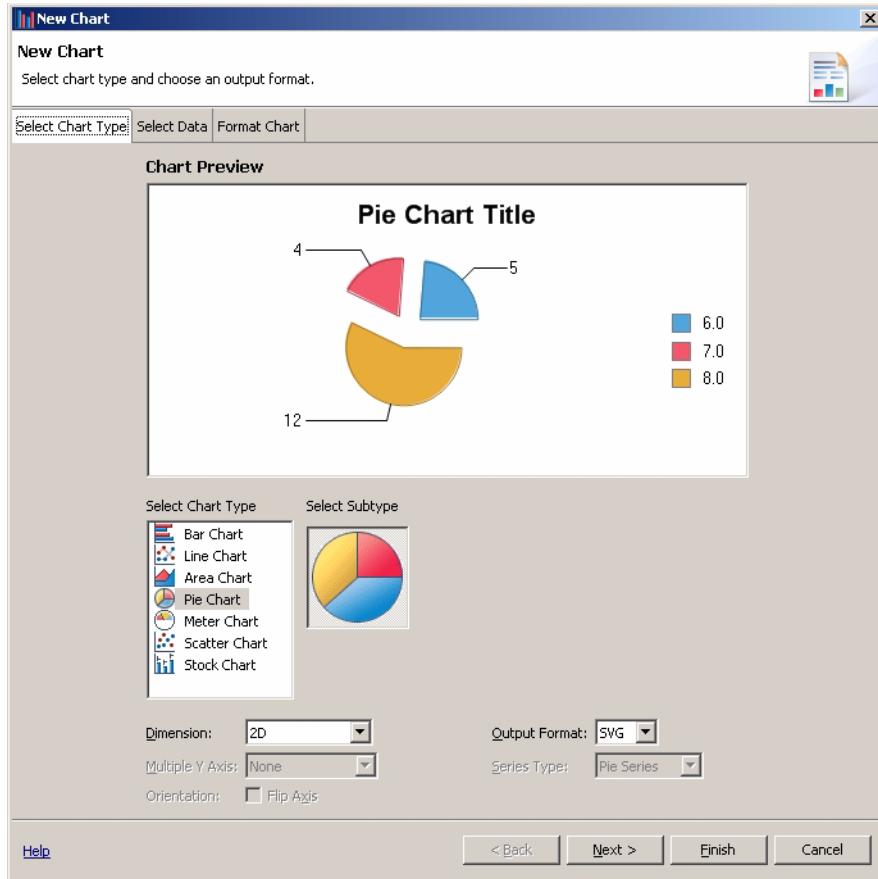 New Chart
New Chart
Select chart type and choose an output format.
Select Chart Type Select Data Format Chart
Chart Preview
Pie Chart Title
4
5
6.0
7.0
8.0
12
Select Chart Type Select Subtype
Bar Chart
Line Chart
Area Chart
Pie Chart
Meter Chart
Scatter Chart
Stock Chart
Dimension: 2D Output Format: SVG
Multiple Y Axis: None Series Type: Pie Series
Orientation: Flip Axis
Help < Back Next > Finish Cancel